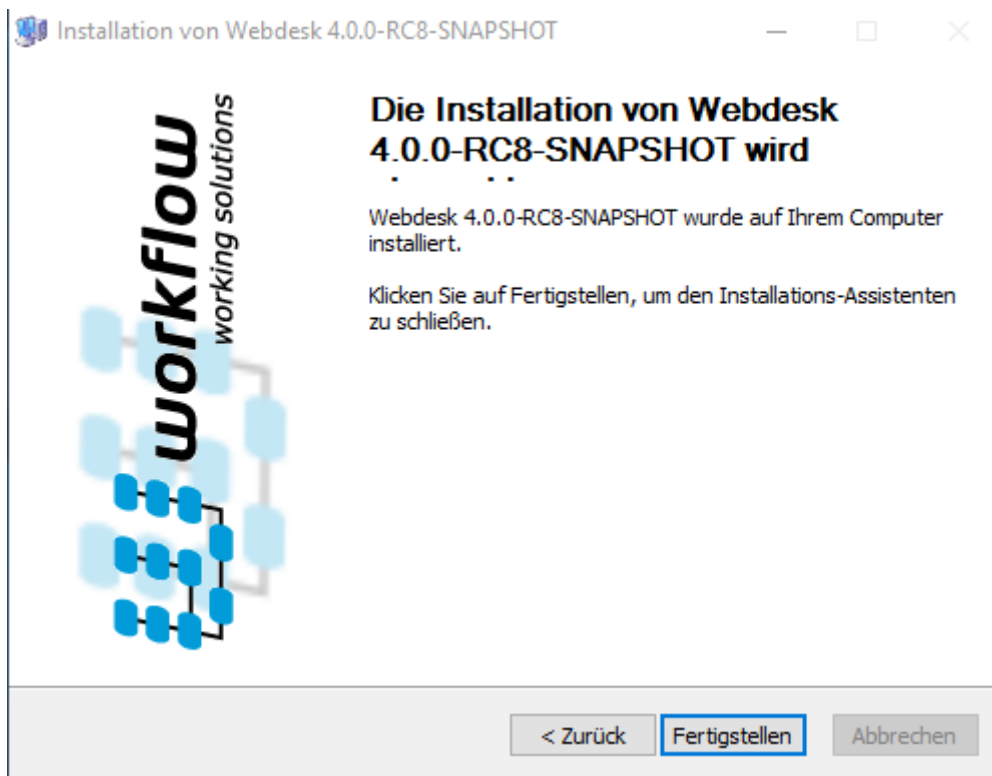 Installation von Webdesk 4.0.0-RC8-SNAPSHOT
workflow
working solutions
Die Installation von Webdesk
4.0.0-RC8-SNAPSHOT wird
Webdesk 4.0.0-RC8-SNAPSHOT wurde auf Ihrem Computer
installiert.
Klicken Sie auf Fertigstellen, um den Installations-Assistenten
zu schließen.
< Zurück
Fertigstellen
Abbrechen